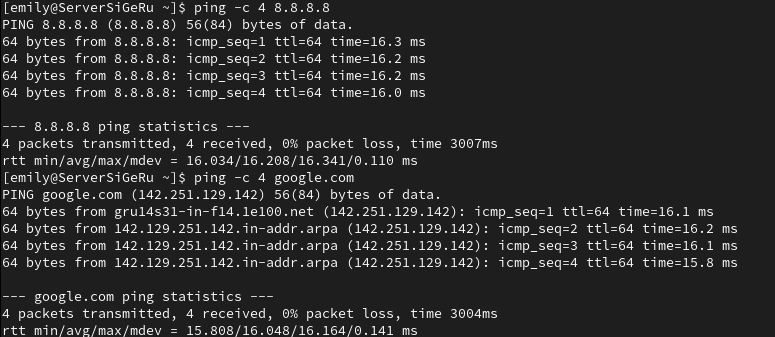 [emily@ServerSiGeRu ~]$ ping -c 4 8.8.8.8
PING 8.8.8.8 (8.8.8.8) 56(84) bytes of data.
64 bytes from 8.8.8.8: icmp_seq=1 ttl=64 time=16.3 ms
64 bytes from 8.8.8.8: icmp_seq=2 ttl=64 time=16.2 ms
64 bytes from 8.8.8.8: icmp_seq=3 ttl=64 time=16.2 ms
64 bytes from 8.8.8.8: icmp_seq=4 ttl=64 time=16.0 ms

--- 8.8.8.8 ping statistics ---
4 packets transmitted, 4 received, 0% packet loss, time 3007ms
rtt min/avg/max/mdev = 16.034/16.208/16.341/0.110 ms
[emily@ServerSiGeRu ~]$ ping -c 4 google.com
PING google.com (142.251.129.142) 56(84) bytes of data.
64 bytes from gru14s31-in-f14.1e100.net (142.251.129.142): icmp_seq=1 ttl=64 time=16.1 ms
64 bytes from 142.129.251.142.in-addr.arpa (142.251.129.142): icmp_seq=2 ttl=64 time=16.2 ms
64 bytes from 142.129.251.142.in-addr.arpa (142.251.129.142): icmp_seq=3 ttl=64 time=16.1 ms
64 bytes from 142.129.251.142.in-addr.arpa (142.251.129.142): icmp_seq=4 ttl=64 time=15.8 ms

--- google.com ping statistics ---
4 packets transmitted, 4 received, 0% packet loss, time 3004ms
rtt min/avg/max/mdev = 15.808/16.048/16.164/0.141 ms